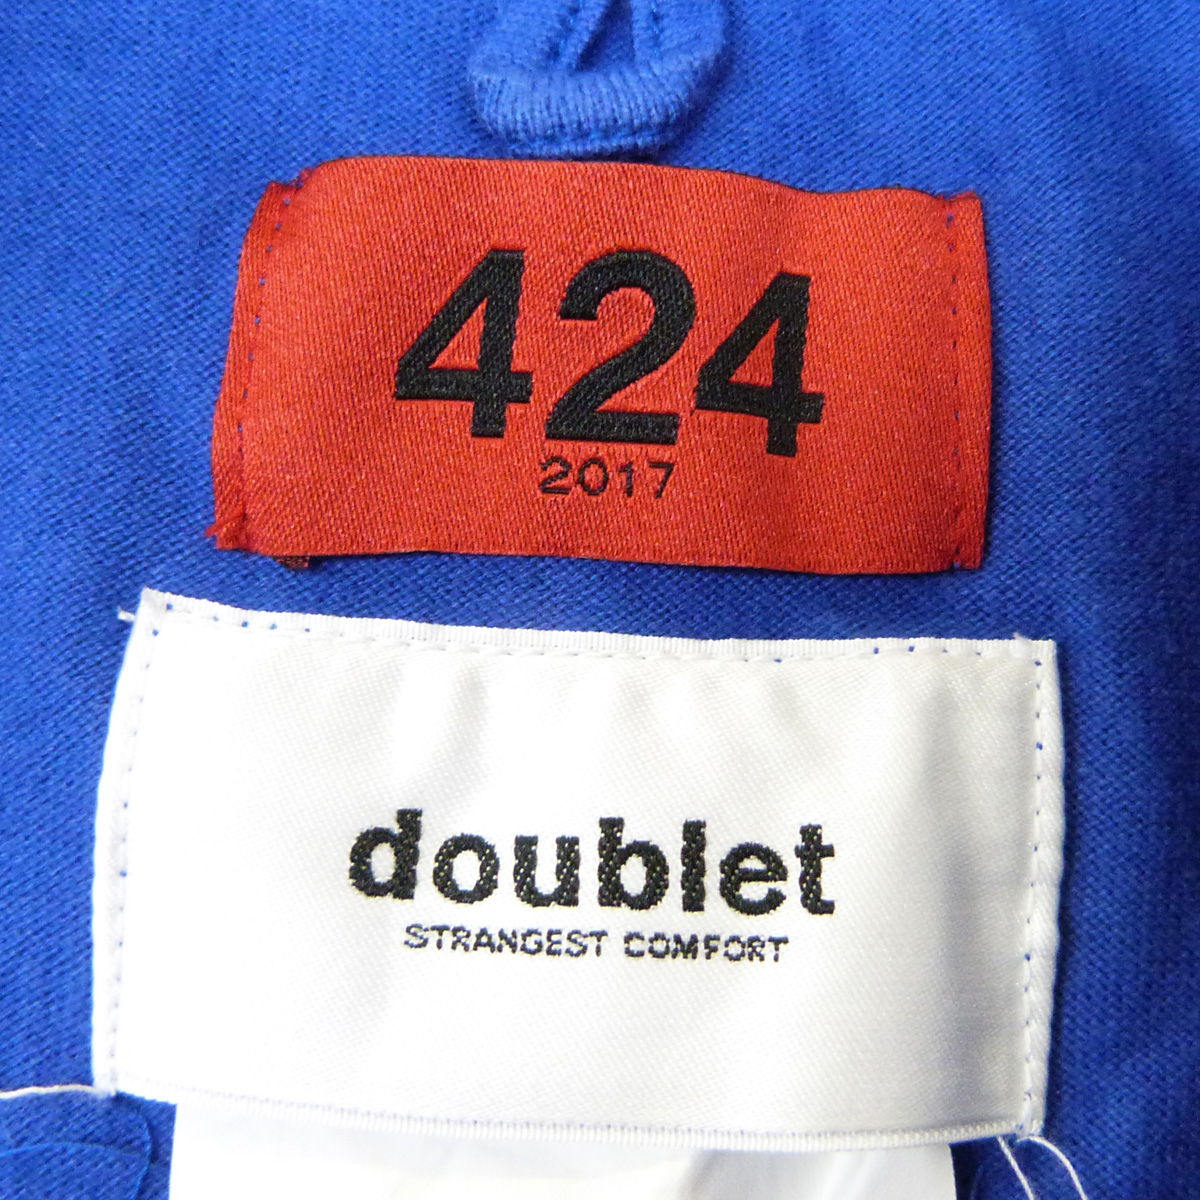 424
2017
doublet
STRANGEST COMFORT